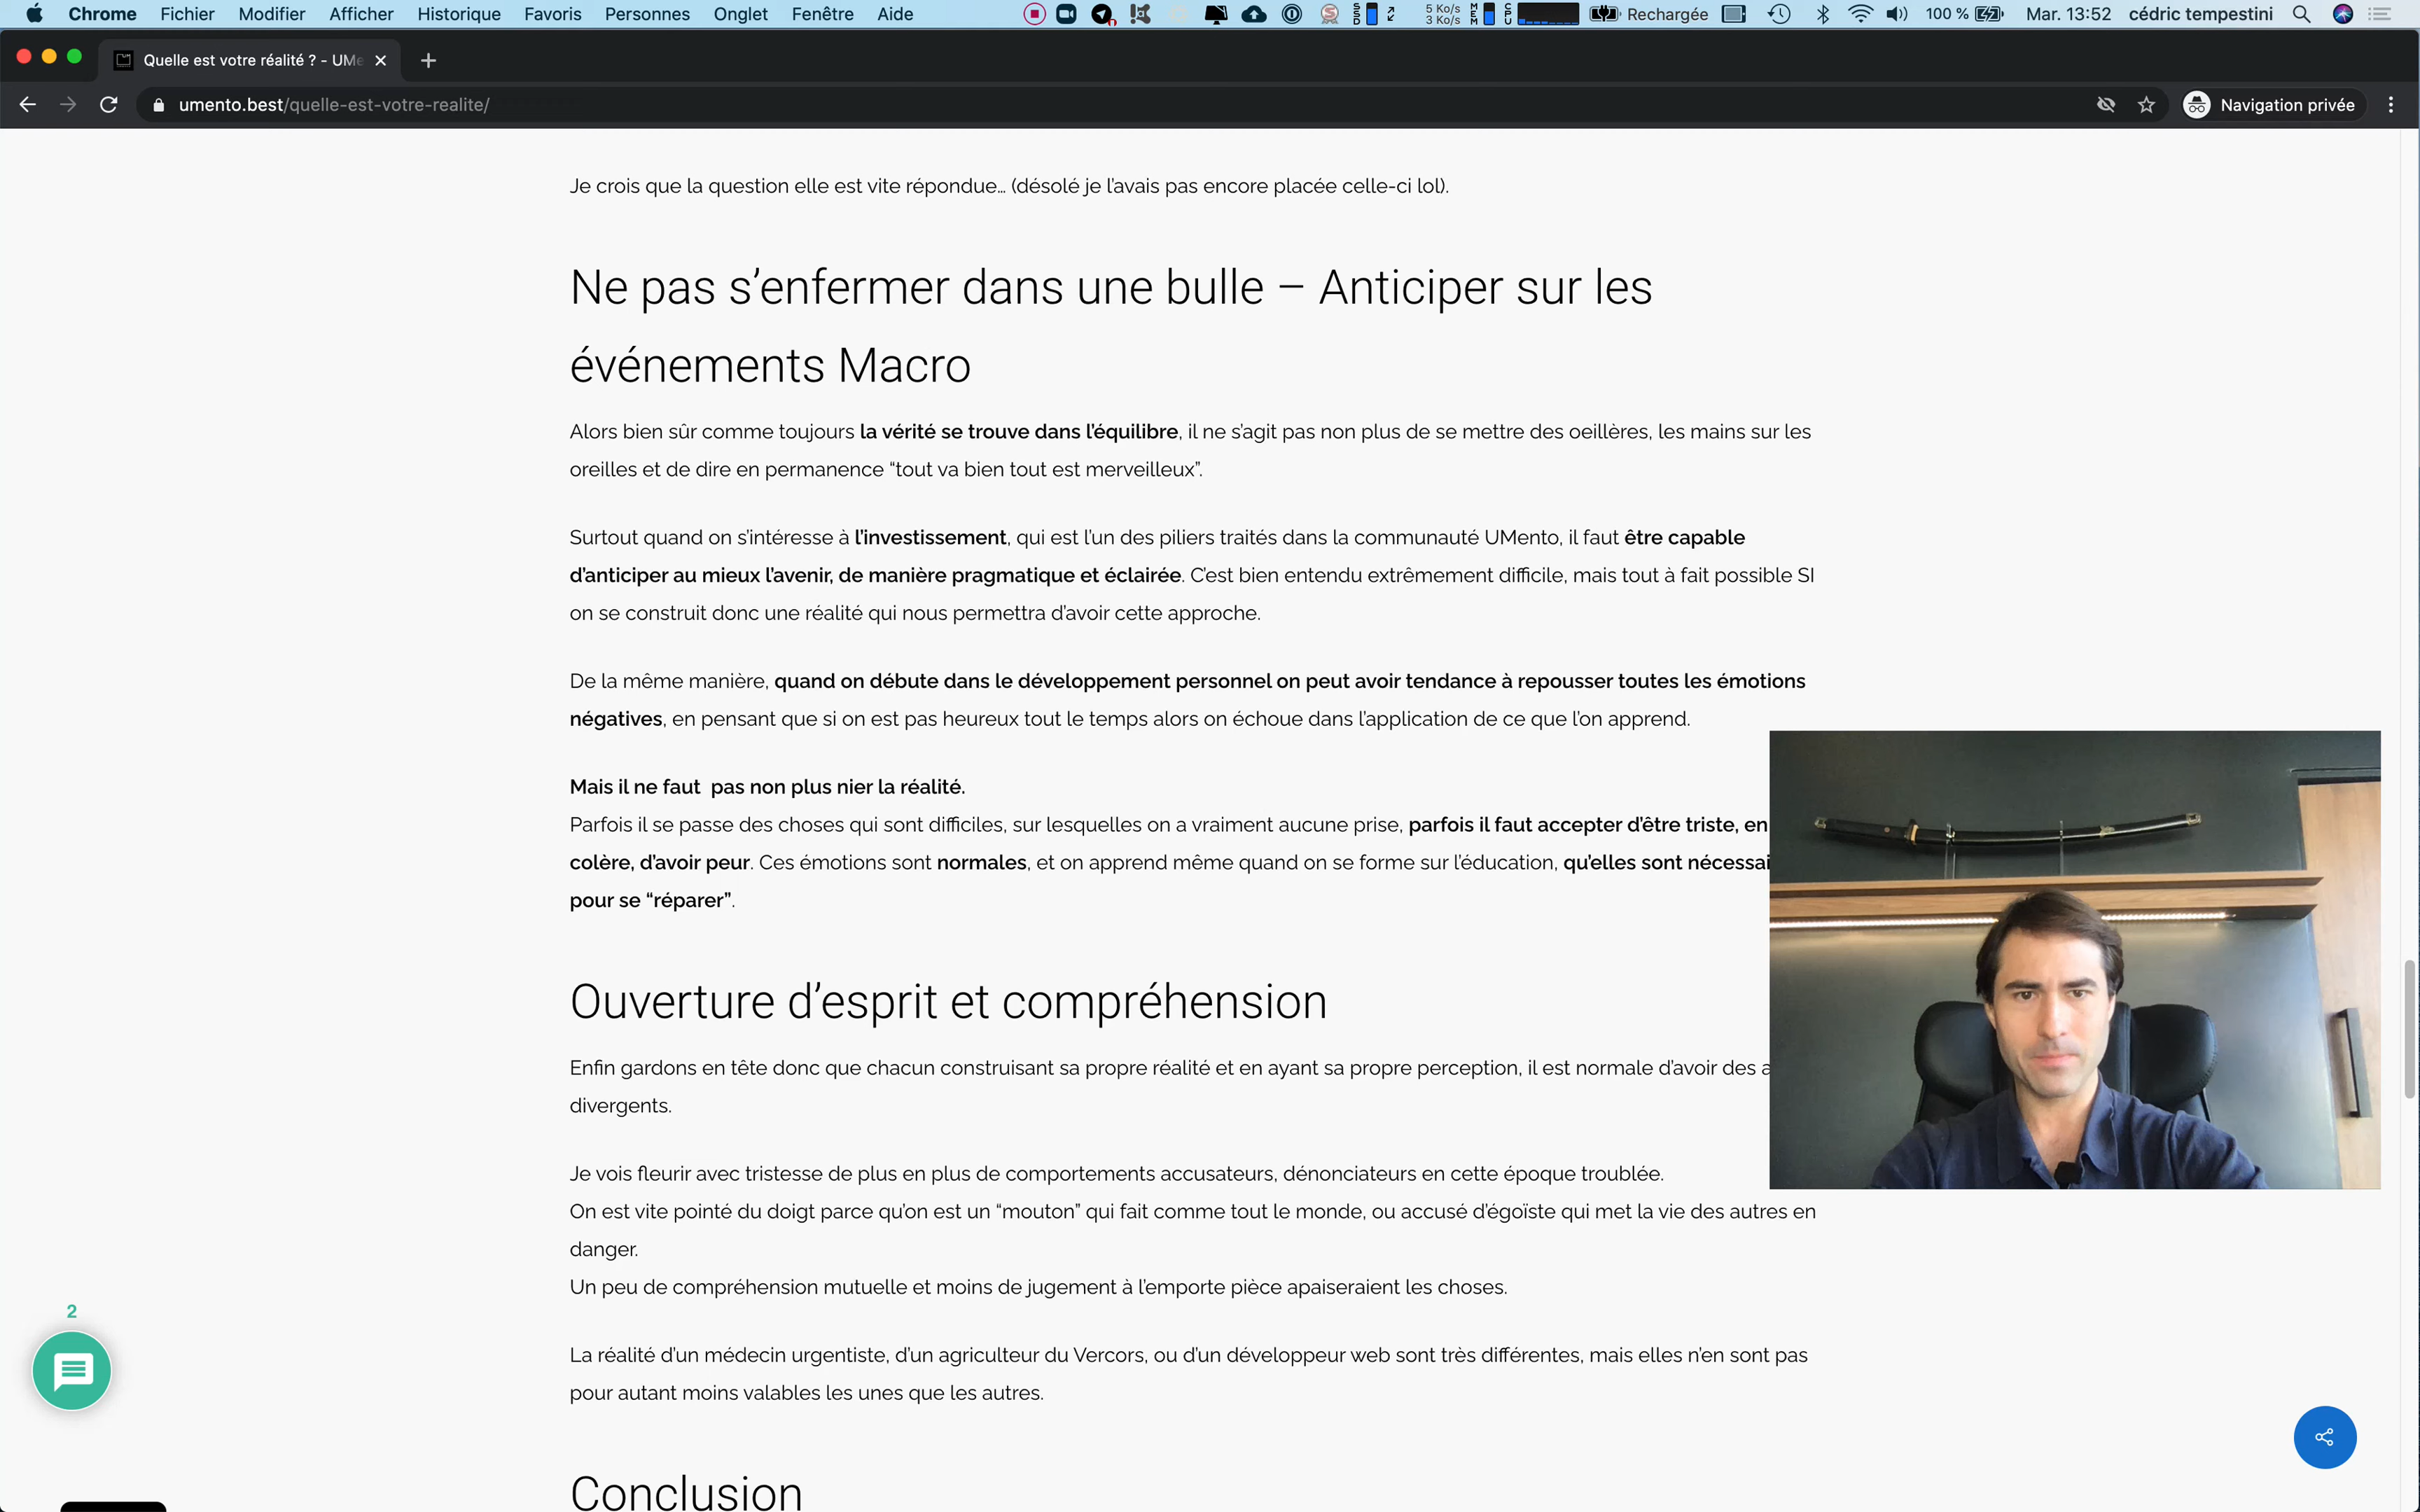 Chrome Fichier Modifier Afficher Historique Favoris Personnes Onglet Fenêtre Aide 5 Ko/s 3 Ko/s Rechargée 100 % Mar. 13:52 cédric tempestini
Quelle est votre réalité ? - UMe
umento.best/quelle-est-votre-realite/ Navigation privée
Je crois que la question elle est vite répondue… (désolé je l’avais pas encore placée celle-ci lol).
Ne pas s’enfermer dans une bulle – Anticiper sur les
événements Macro
Alors bien sûr comme toujours la vérité se trouve dans l’équilibre, il ne s’agit pas non plus de se mettre des oeillères, les mains sur les
oreilles et de dire en permanence “tout va bien tout est merveilleux”.
Surtout quand on s’intéresse à l’investissement, qui est l’un des piliers traités dans la communauté UMento, il faut être capable
d’anticiper au mieux l’avenir, de manière pragmatique et éclairée. C’est bien entendu extrêmement difficile, mais tout à fait possible SI
on se construit donc une réalité qui nous permettra d’avoir cette approche.
De la même manière, quand on débute dans le développement personnel on peut avoir tendance à repousser toutes les émotions
négatives, en pensant que si on est pas heureux tout le temps alors on échoue dans l’application de ce que l’on apprend.
Mais il ne faut  pas non plus nier la réalité.
Parfois il se passe des choses qui sont difficiles, sur lesquelles on a vraiment aucune prise, parfois il faut accepter d’être triste, en
colère, d’avoir peur. Ces émotions sont normales, et on apprend même quand on se forme sur l’éducation, qu’elles sont nécessai
pour se “réparer”.
Ouverture d’esprit et compréhension
Enfin gardons en tête donc que chacun construisant sa propre réalité et en ayant sa propre perception, il est normale d’avoir des a
divergents.
Je vois fleurir avec tristesse de plus en plus de comportements accusateurs, dénonciateurs en cette époque troublée.
On est vite pointé du doigt parce qu’on est un “mouton” qui fait comme tout le monde, ou accusé d’égoïste qui met la vie des autres en
danger.
Un peu de compréhension mutuelle et moins de jugement à l’emporte pièce apaiseraient les choses.
2
La réalité d’un médecin urgentiste, d’un agriculteur du Vercors, ou d’un développeur web sont très différentes, mais elles n’en sont pas
pour autant moins valables les unes que les autres.
Conclusion